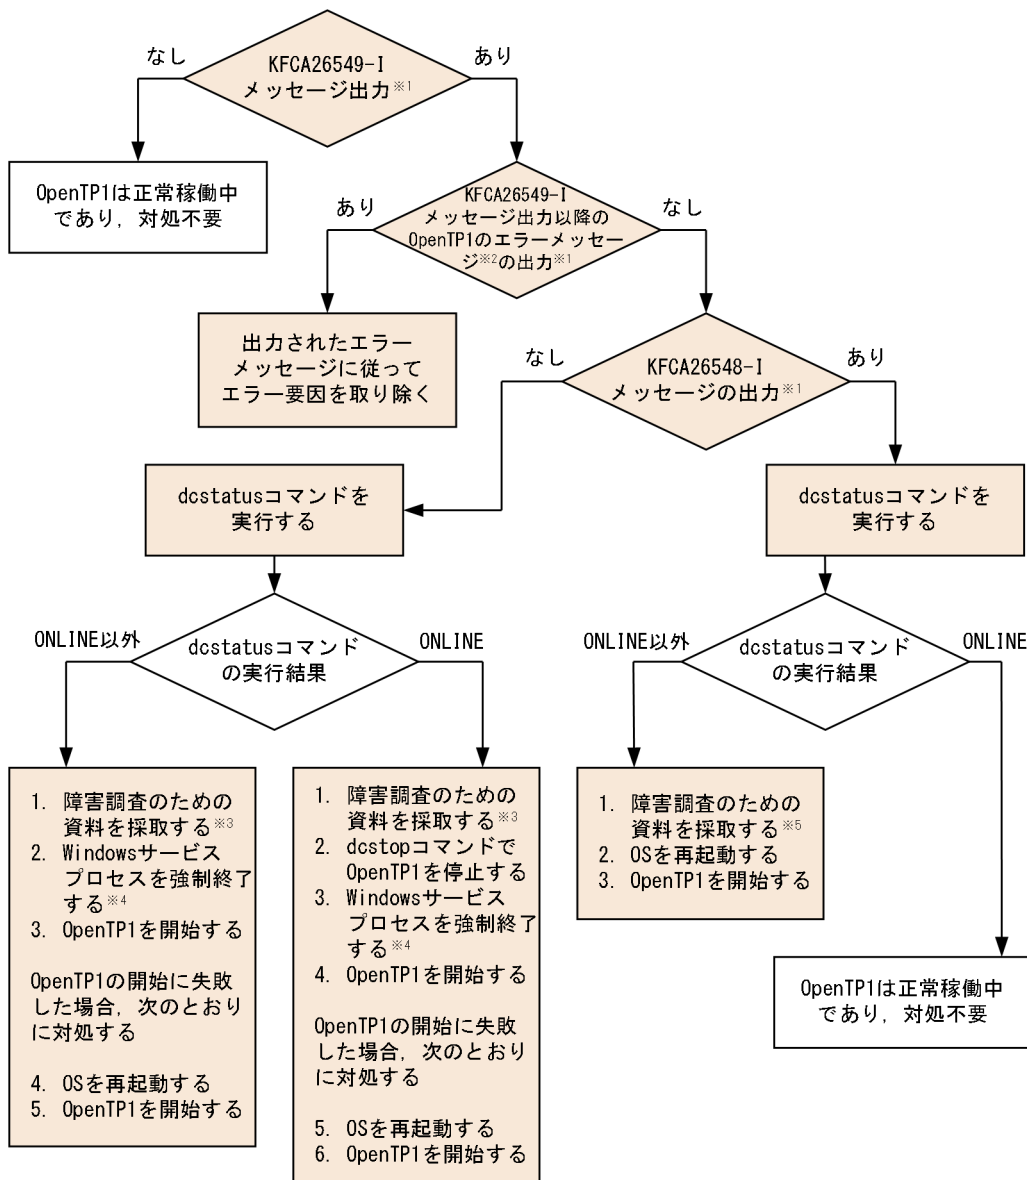 なし
あり
KFCA26549-I
メッセージ出力※1
OpenTP1は正常稼働中
であり，対処不要
あり
なし
KFCA26549-I
メッセージ出力以降の
OpenTP1のエラーメッセー
ジ※2の出力※1
出力されたエラー
メッセージに従って
エラー要因を取り除く
なし
あり
KFCA26548-I
メッセージの出力※1
dcstatusコマンドを
実行する
dcstatusコマンドを
実行する
ONLINE以外
ONLINE
dcstatusコマンド
の実行結果
ONLINE以外
ONLINE
dcstatusコマンド
の実行結果
1. 障害調査のための
資料を採取する※3
2. Windowsサービス
プロセスを強制終了
する※4
3. OpenTP1を開始する
OpenTP1の開始に失敗
した場合，次のとおり
に対処する
4. OSを再起動する
5. OpenTP1を開始する
1. 障害調査のための
資料を採取する※3
2. dcstopコマンドで
OpenTP1を停止する
3. Windowsサービス
プロセスを強制終了
する※4
4. OpenTP1を開始する
OpenTP1の開始に失敗
した場合，次のとおり
に対処する
5. OSを再起動する
6. OpenTP1を開始する
1. 障害調査のための
資料を採取する※5
2. OSを再起動する
3. OpenTP1を開始する
OpenTP1は正常稼働中
であり，対処不要